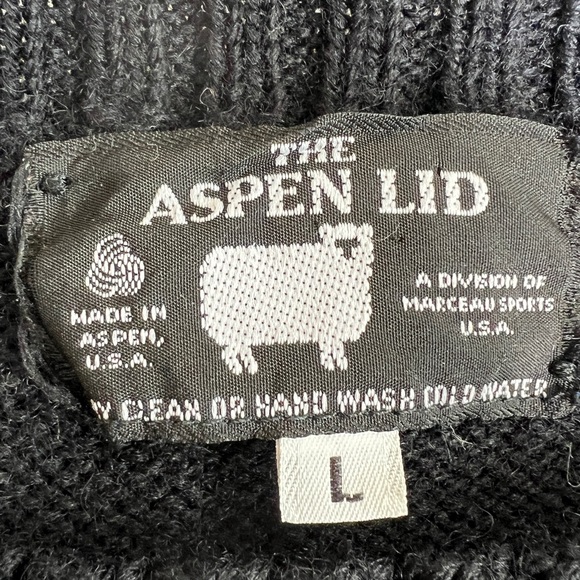 THE
ASPEN LID
MADE IN
ASPEN,
U.S.A.
A DIVISION OF
MARCEAU SPORTS
U.S.A.
Y CLEAN OR HAND WASH COLD WATER
L